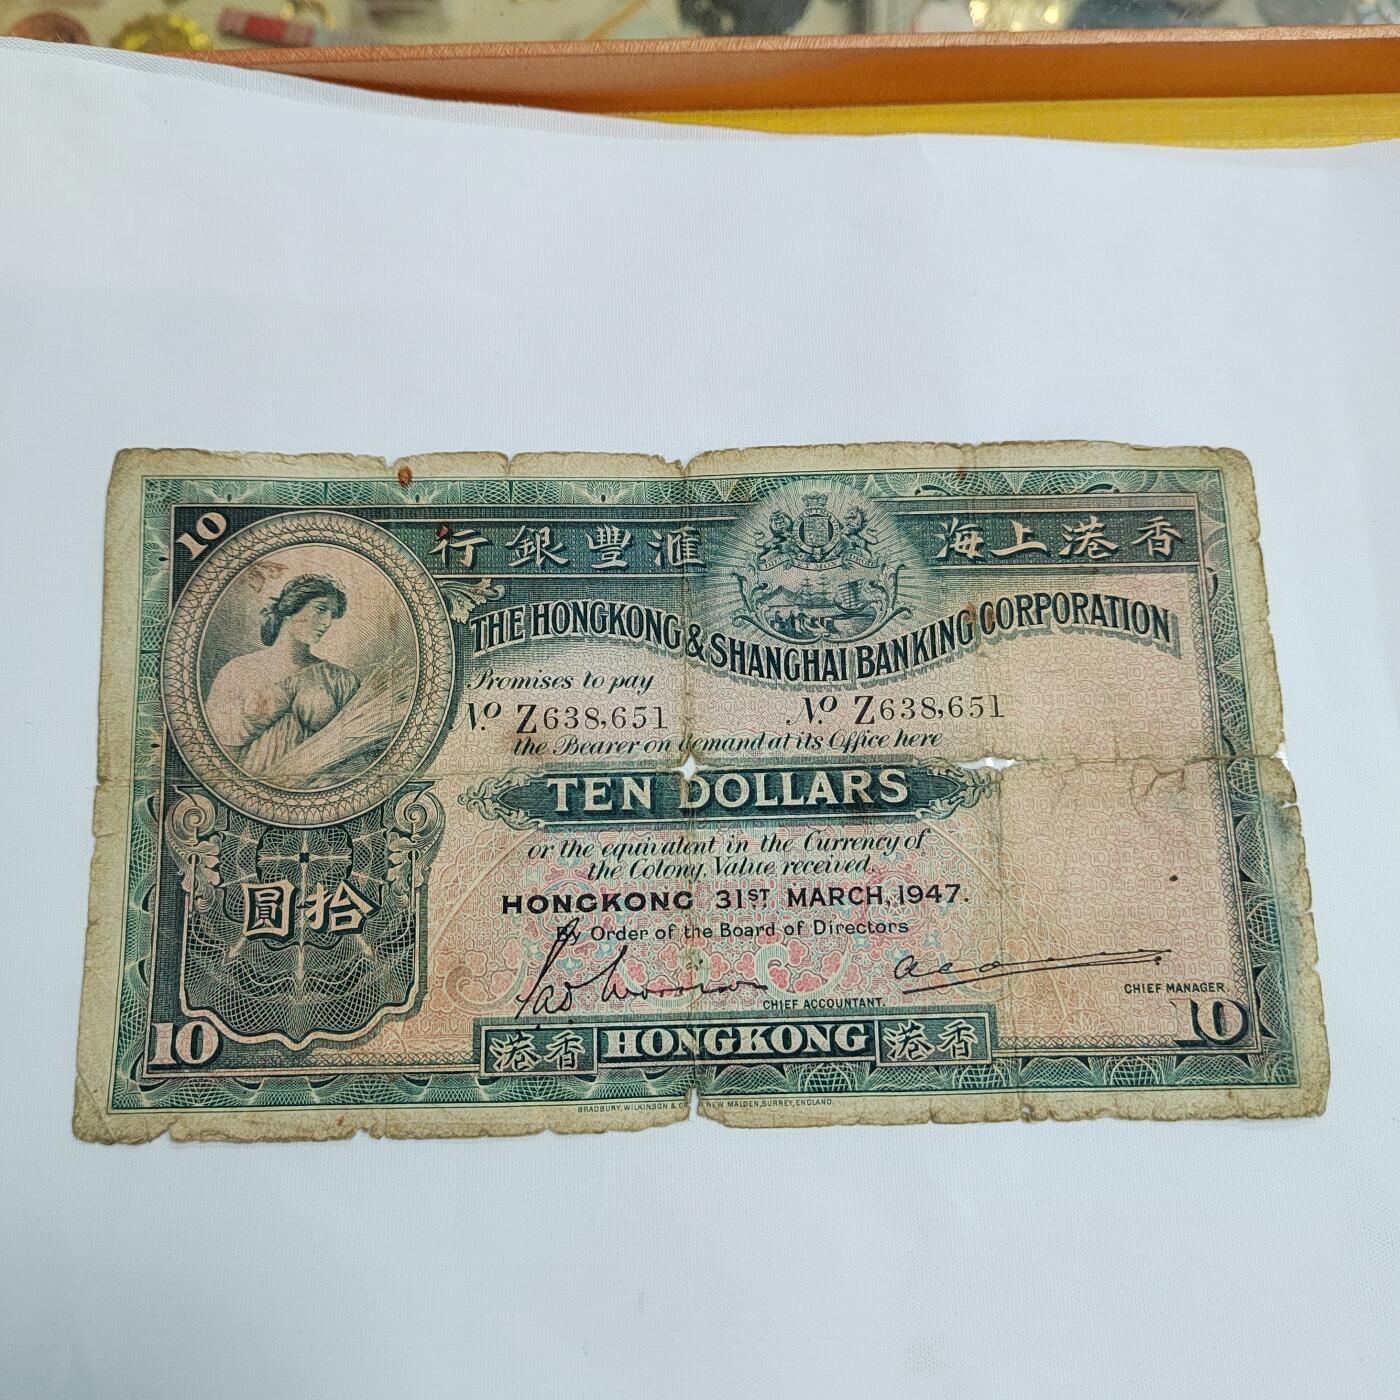 10
行銀豐滙 海上港香
THE HONGKONG & SHANGHAI BANKING CORPORATION
Promises to pay
No Z638,651 No Z638,651
the Bearer on demand at its Office here
TEN DOLLARS
or the equivalent in the Currency of
the Colony, Value received.
圓拾
HONGKONG 31ST MARCH, 1947.
By Order of the Board of Directors
CHIEF ACCOUNTANT.
CHIEF MANAGER.
10 10
港香 HONGKONG 港香
BRADBURY, WILKINSON & C NEW MALDEN, SURREY, ENGLAND.